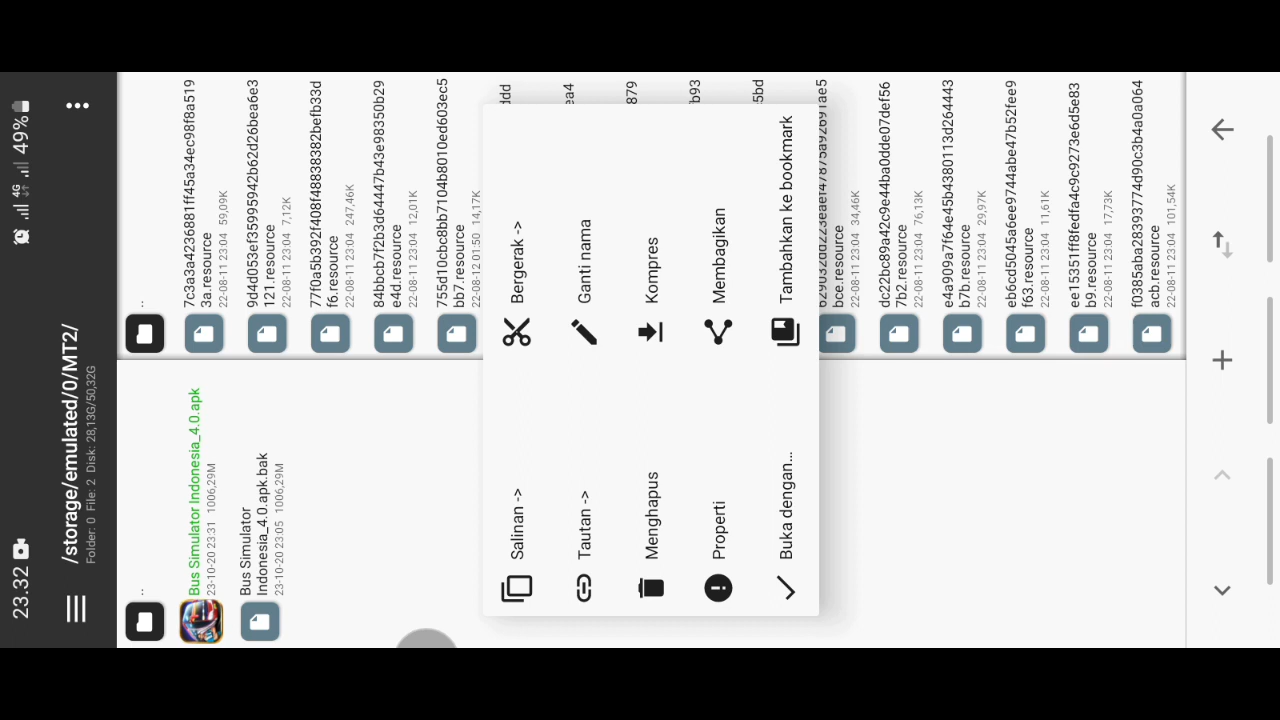 23.32 4G 49%
/storage/emulated/0/MT2/
Folder: 0 File: 2 Disk: 28,13G/50,32G
..
Bus Simulator Indonesia_4.0.apk
23-10-20 23:31 1006,29M
Bus Simulator
Indonesia_4.0.apk.bak
23-10-20 23:05 1006,29M
..
7c3a3a4236881ff45a34ec98f8a519
3a.resource
22-08-11 23:04 59,09K
9d4d053ef35995942b62d26bea6e3
121.resource
22-08-11 23:04 7,12K
77f0a5b392f408f48838382befb33d
f6.resource
22-08-11 23:04 247,46K
84bbcb7f2b3d64447b43e98350b29
e4d.resource
22-08-11 23:04 12,01K
755d10cbc8bb7104b8010ed603ec5
bb7.resource
22-08-12 01:50 14,17K
ddd
ea4
879
b93
5bd
bce.resource
22-08-11 23:04 34,46K
dc22bc89a42c9e44ba0dde07def56
7b2.resource
22-08-11 23:04 76,13K
e4a909a7f64e45b4380113d264443
b7b.resource
22-08-11 23:04 29,97K
eb6cd5045a6ee9744abe47b52fee9
f63.resource
22-08-11 23:04 11,61K
ee15351ff8fedfa4c9c9273e6d5e83
b9.resource
22-08-11 23:04 17,73K
f0385aba28393774d90c3b4a0a064
acb.resource
22-08-11 23:04 101,54K
Salinan ->
Bergerak ->
Tautan ->
Ganti nama
Menghapus
Kompres
Properti
Membagikan
Buka dengan...
Tambahkan ke bookmark